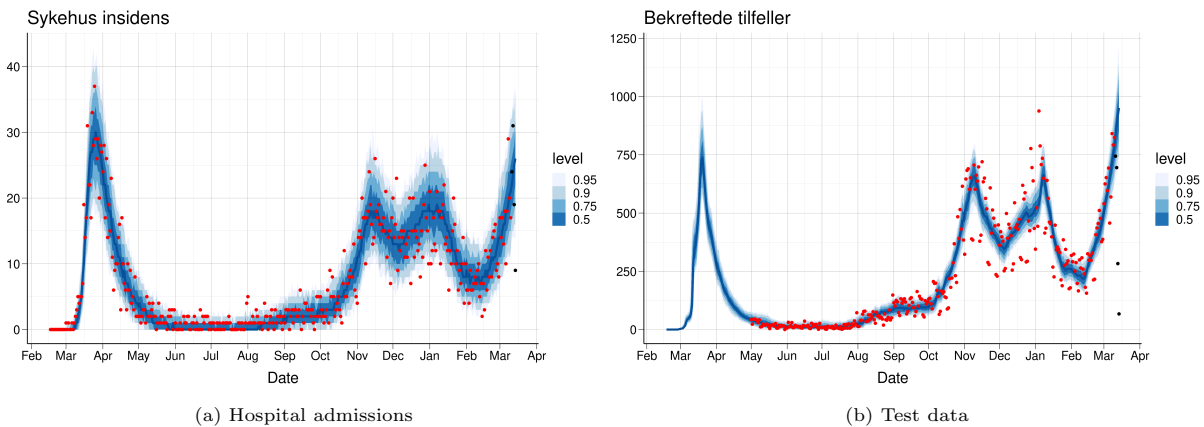 Sykehus insidens
40
30
20
10
0
Feb Mar Apr May Jun Jul Aug Sep Oct Nov Dec Jan Feb Mar Apr
Date
level
0.95
0.9
0.75
0.5
(a) Hospital admissions
Bekreftede tilfeller
1250
1000
750
500
250
0
Feb Mar Apr May Jun Jul Aug Sep Oct Nov Dec Jan Feb Mar Apr
Date
level
0.95
0.9
0.75
0.5
(b) Test data